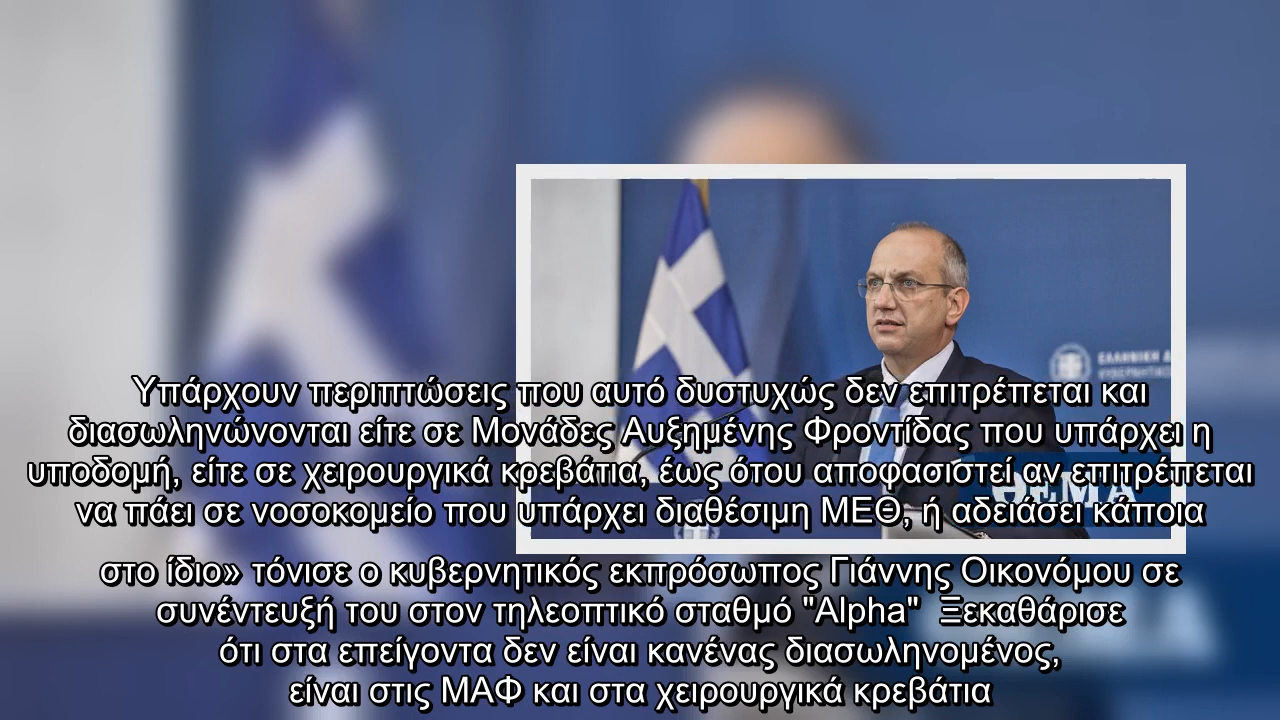 ΕΛΛΗΝΙΚΗ Δ
Υπάρχουν περιπτώσεις που αυτό δυστυχώς δεν επιτρέπεται και
διασωληνώνονται είτε σε Μονάδες Αυξημένης Φροντίδας που υπάρχει η
υποδομή, είτε σε χειρουργικά κρεβάτια, έως ότου αποφασιστεί αν επιτρέπεται
να πάει σε νοσοκομείο που υπάρχει διαθέσιμη ΜΕΘ, ή αδειάσει κάποια
ΘΕΜΑ
στο ίδιο» τόνισε ο κυβερνητικός εκπρόσωπος Γιάννης Οικονόμου σε
συνέντευξή του στον τηλεοπτικό σταθμό "Alpha" Ξεκαθάρισε
ότι στα επείγοντα δεν είναι κανένας διασωληνομένος,
είναι στις ΜΑΦ και στα χειρουργικά κρεβάτια